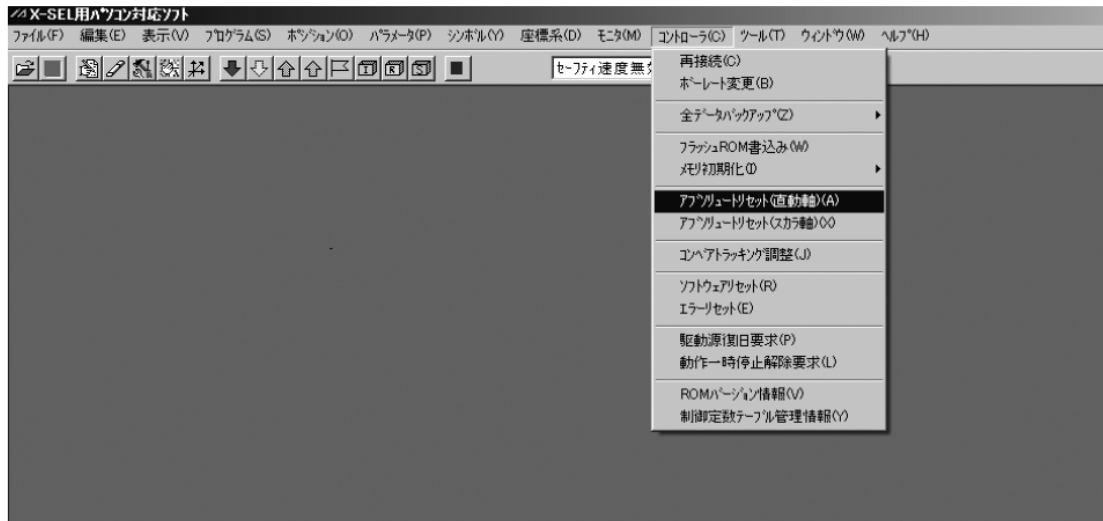 X-SEL用ﾊﾟｿｺﾝ対応ｿﾌﾄ
ﾌｧｲﾙ(F) 編集(E) 表示(V) ﾌﾟﾛｸﾞﾗﾑ(S) ﾎﾟｼﾞｼｮﾝ(O) ﾊﾟﾗﾒｰﾀ(P) ｼﾝﾎﾞﾙ(Y) 座標系(D) ﾓﾆﾀ(M) ｺﾝﾄﾛｰﾗ(C) ﾂｰﾙ(T) ｳｨﾝﾄﾞｳ(W) ﾍﾙﾌﾟ(H)
ｾｰﾌﾃｨ速度無
再接続(C)
ﾎﾞｰﾚｰﾄ変更(B)
全ﾃﾞｰﾀﾊﾞｯｸｱｯﾌﾟ(Z)
ﾌﾗｯｼｭROM書込み(W)
ﾒﾓﾘ初期化(I)
ｱﾌﾞｿﾘｭｰﾄﾘｾｯﾄ(直動軸)(A)
ｱﾌﾞｿﾘｭｰﾄﾘｾｯﾄ(ｽｶﾗ軸)(X)
ｺﾝﾍﾞｱﾄﾗｯｷﾝｸﾞ調整(J)
ｿﾌﾄｳｪｱﾘｾｯﾄ(R)
ｴﾗｰﾘｾｯﾄ(E)
駆動源復旧要求(P)
動作一時停止解除要求(L)
ROMﾊﾞｰｼﾞｮﾝ情報(V)
制御定数ﾃｰﾌﾞﾙ管理情報(Y)